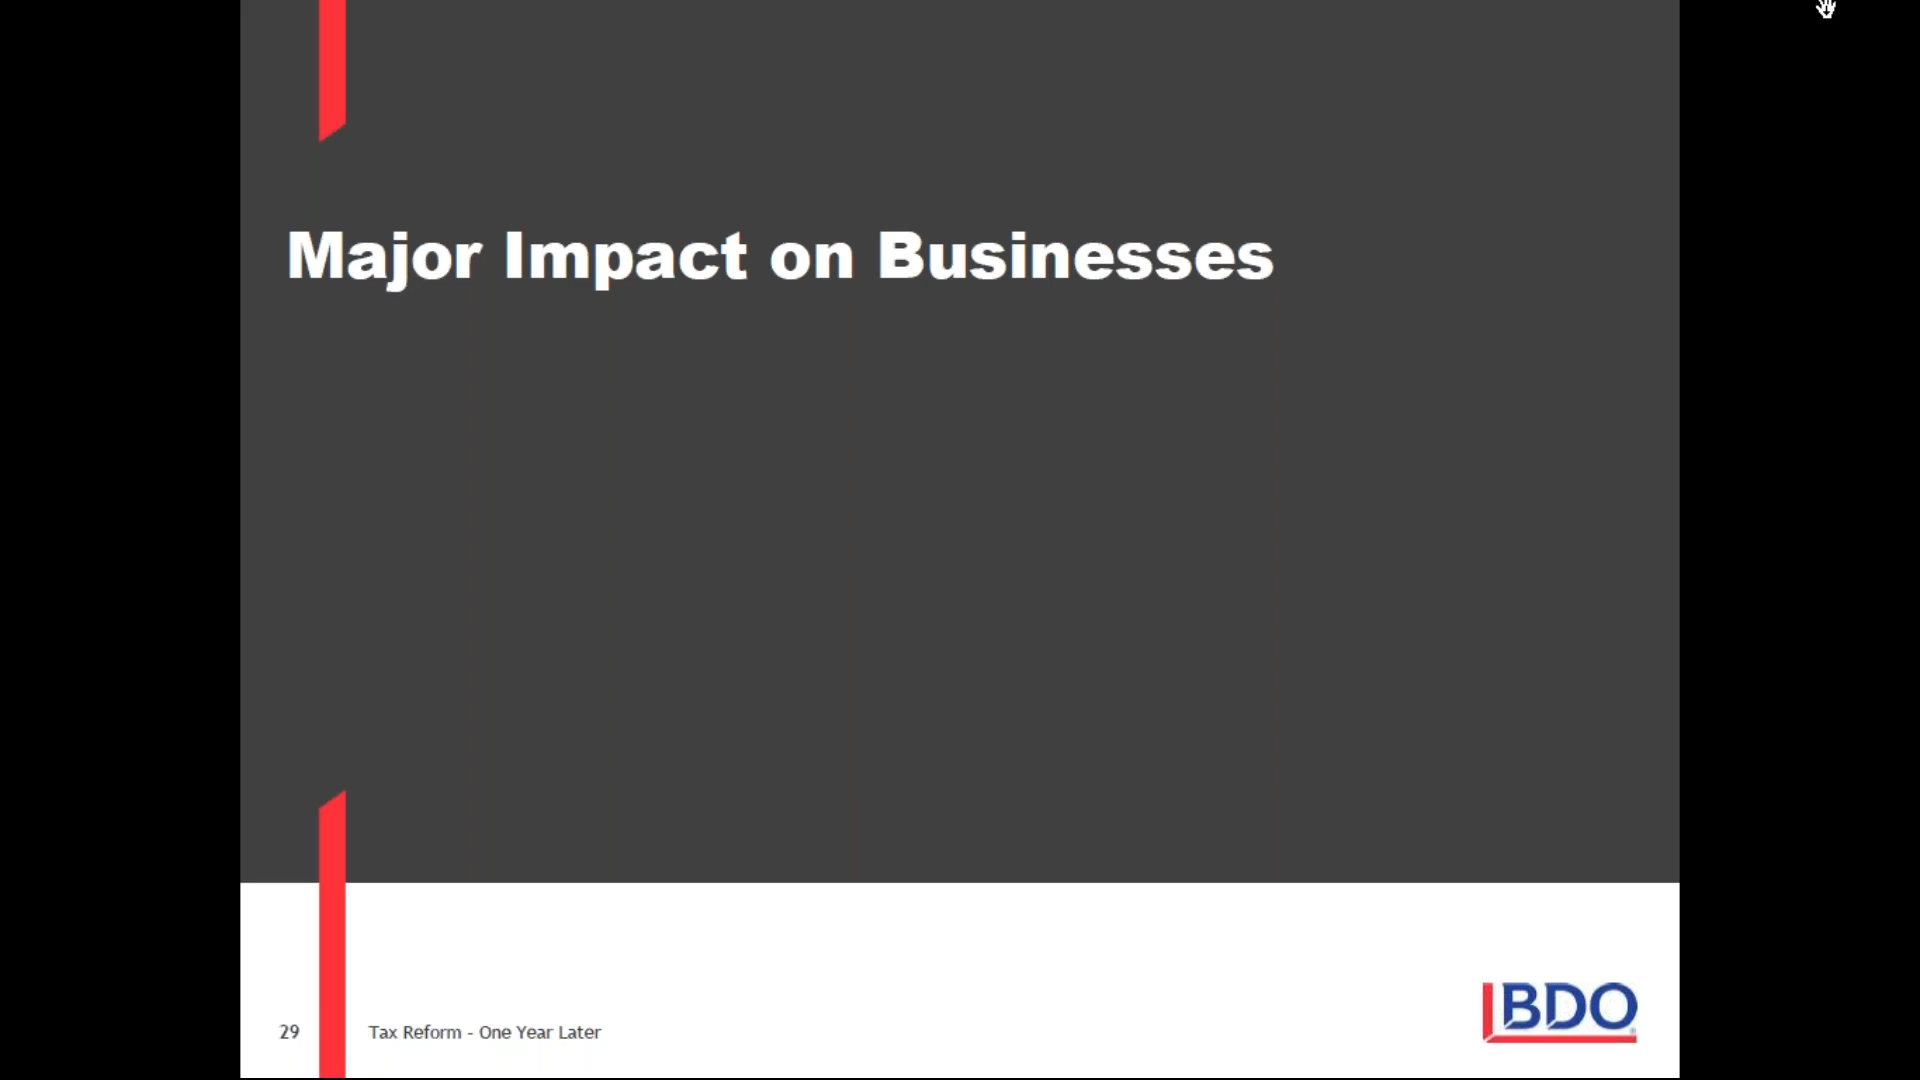 Major Impact on Businesses
29
Tax Reform - One Year Later
BDO